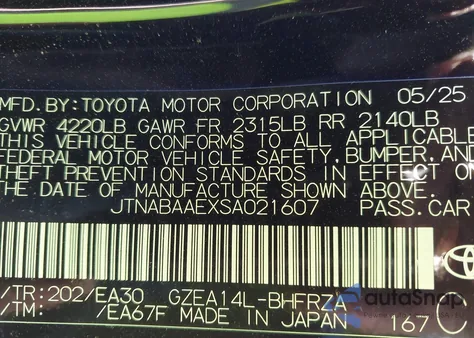 MFD.BY:TOYOTA MOTOR CORPORATION 05/25
GVWR 4220LB GAWR FR 2315LB RR 2140LB
THIS VEHICLE CONFORMS TO ALL APPLICABLE
FEDERAL MOTOR VEHICLE SAFETY, BUMPER, AND
THEFT PREVENTION STANDARDS IN EFFECT ON
THE DATE OF MANUFACTURE SHOWN ABOVE.
JTNABAAEXSA021607 PASS.CAR
/TR:202/EA30 GZEA14L-BHFRZA
/TM: /EA67F MADE IN JAPAN 167 C
autoSnap